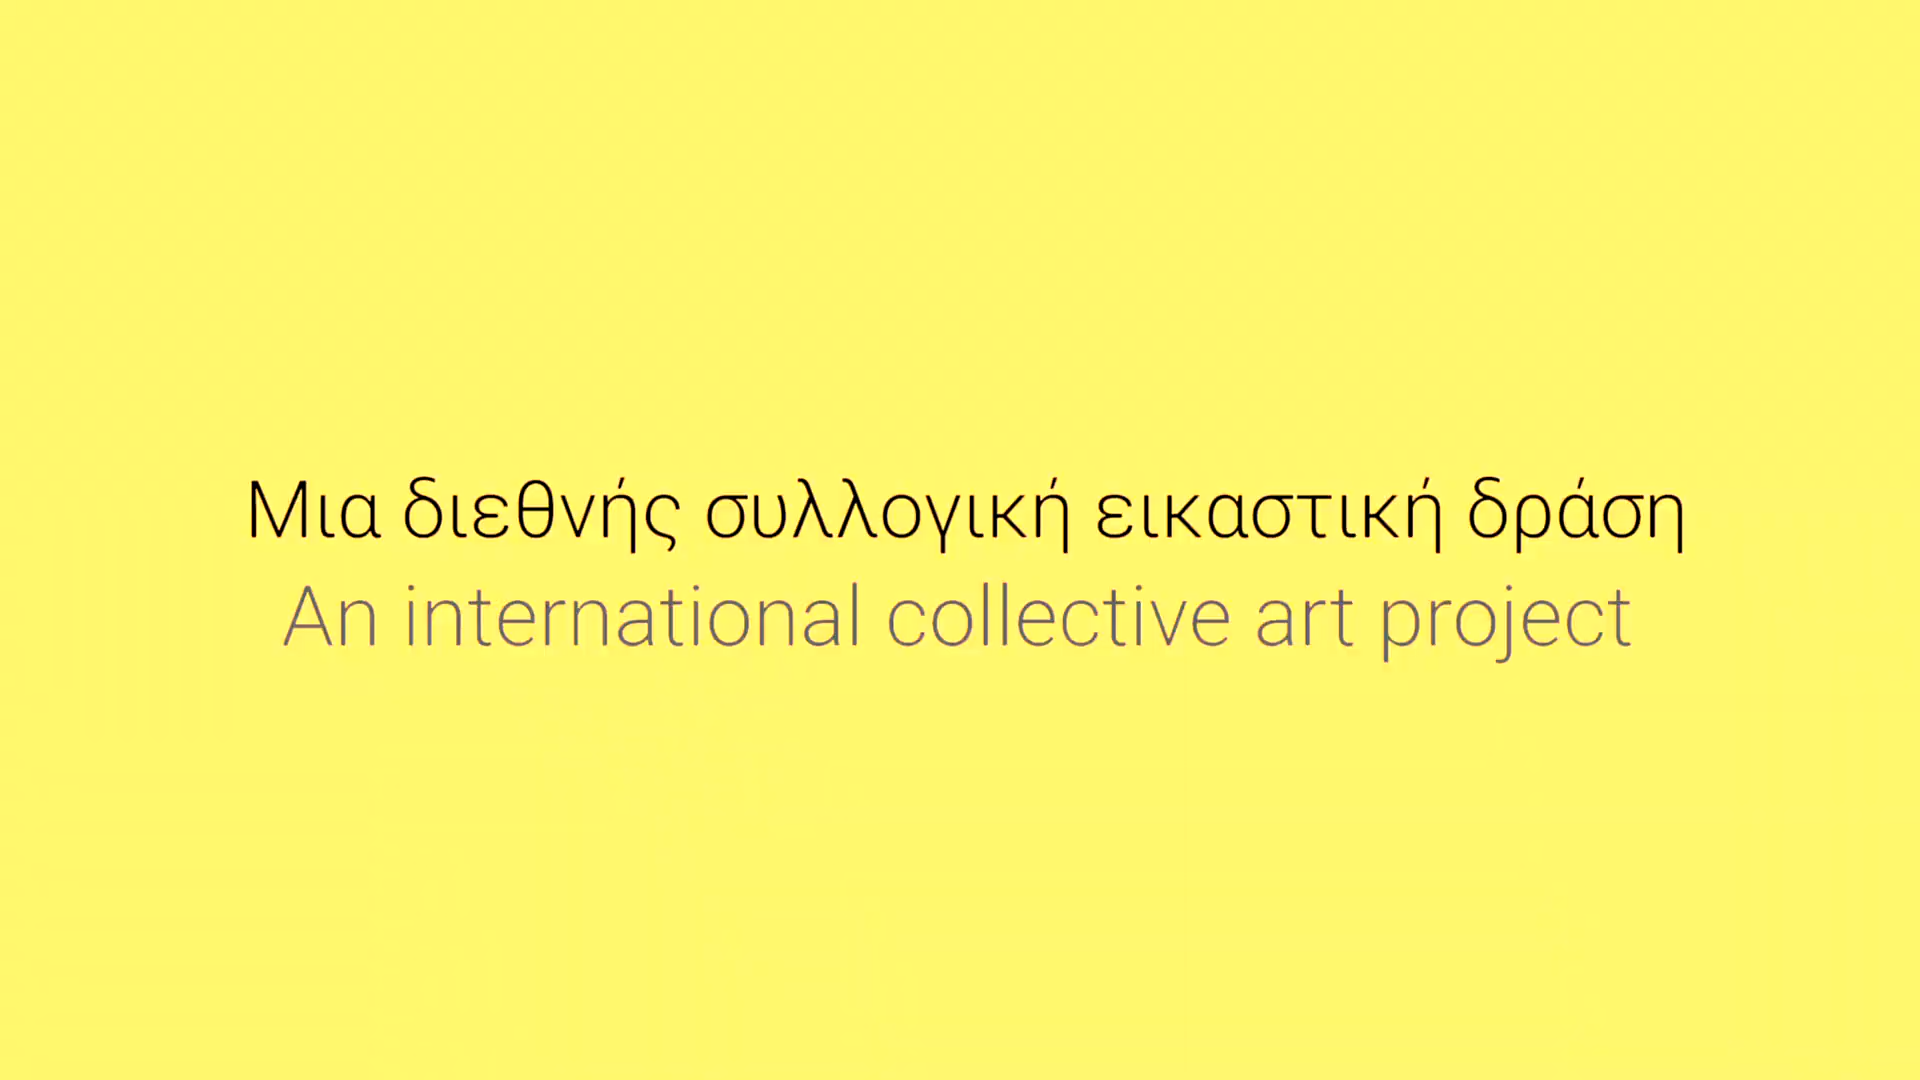 Μια διεθνής συλλογική εικαστική δράση
An international collective art project